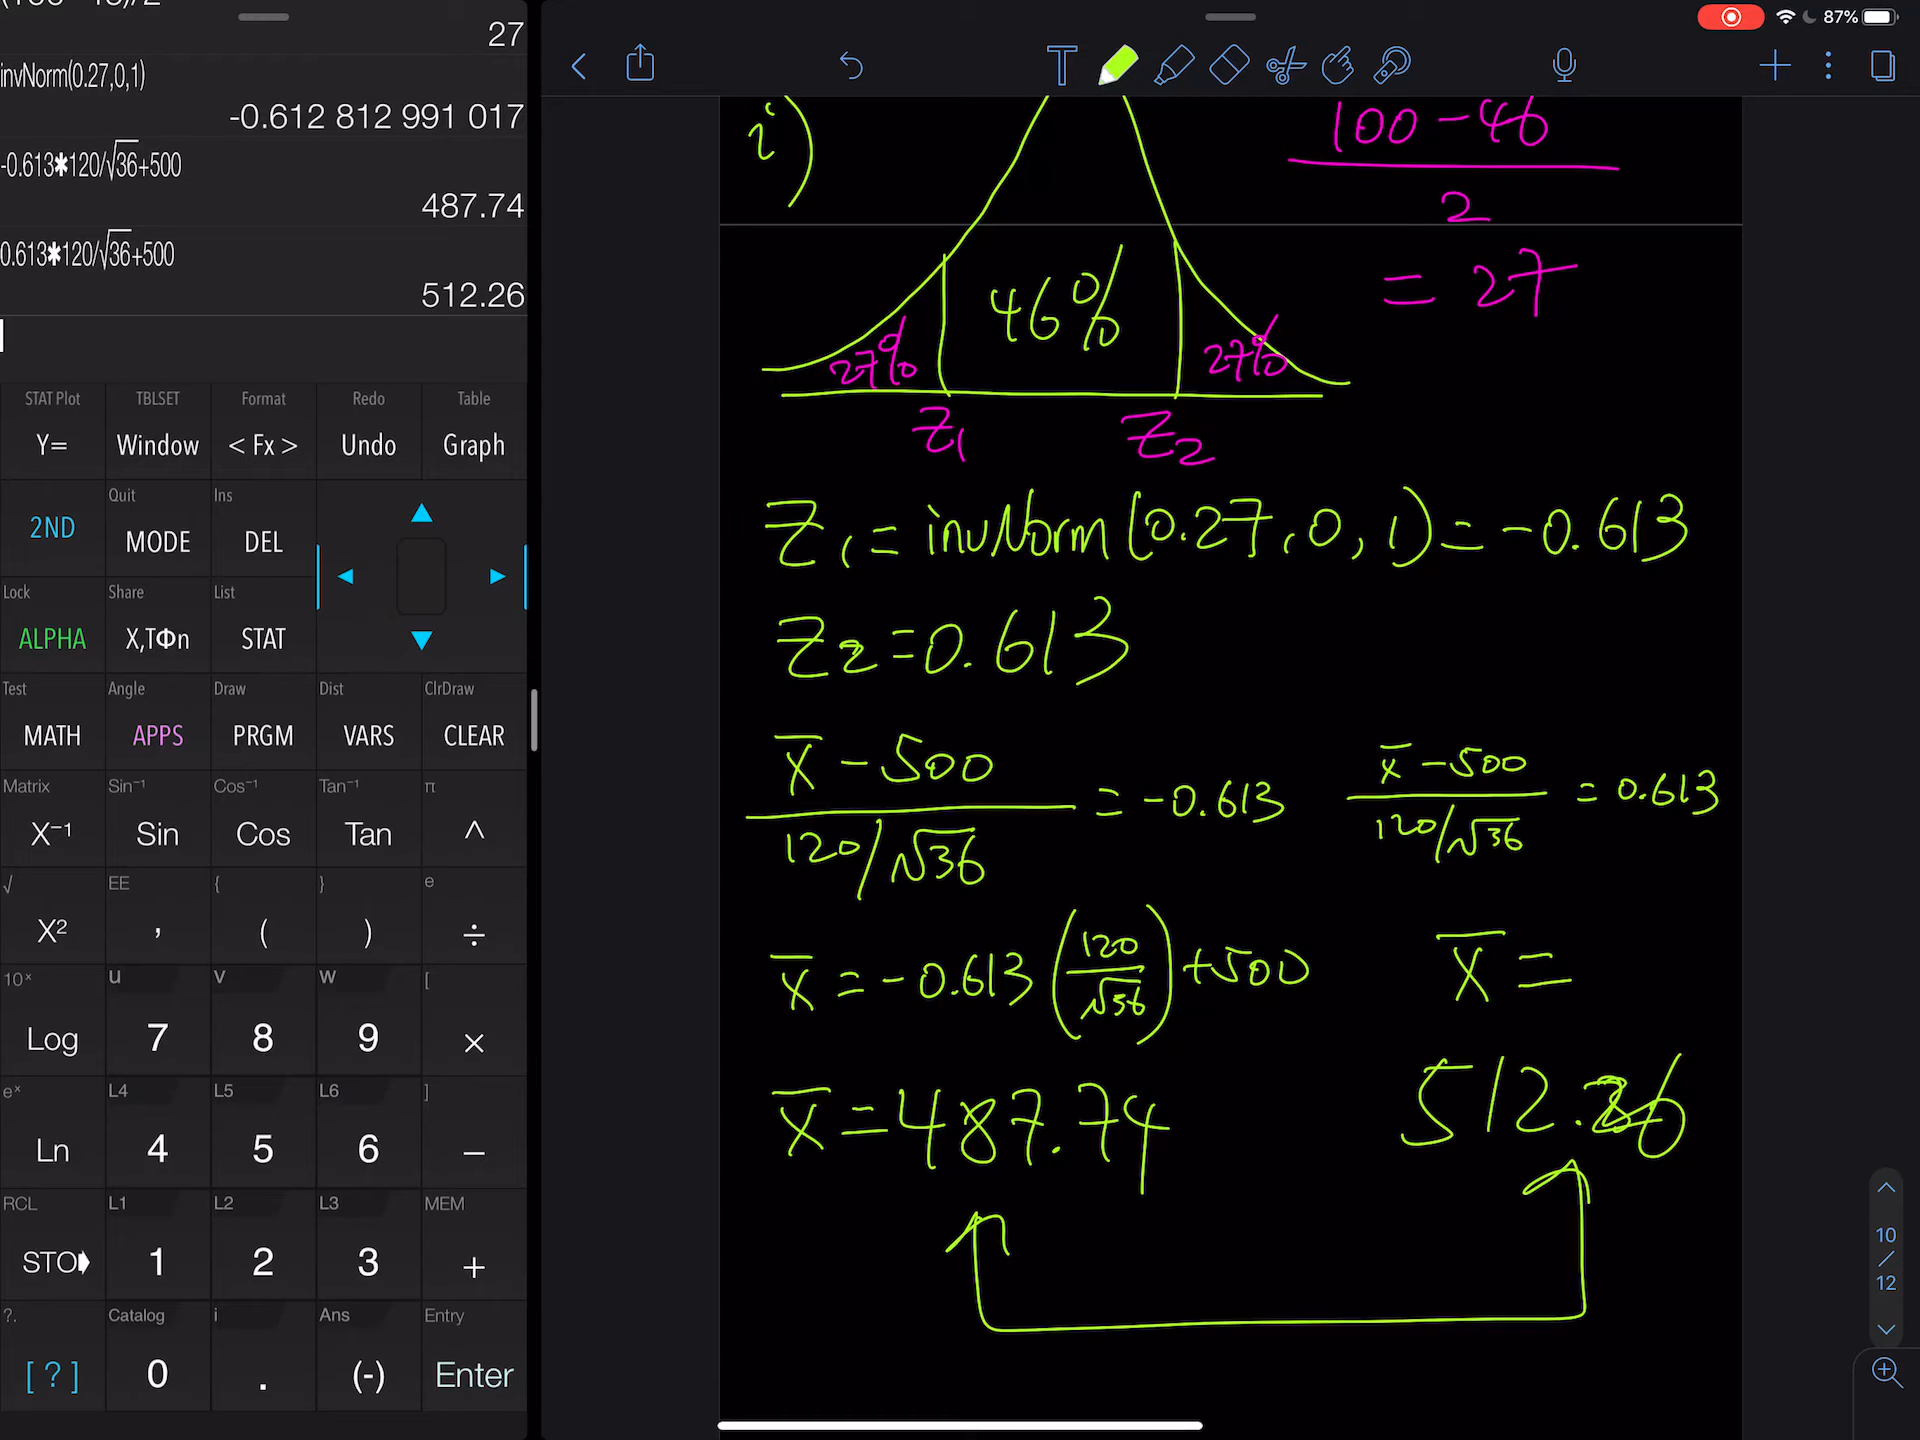 27
invNorm(0.27,0,1)
-0.612 812 991 017
-0.613✱120/√36+500
487.74
0.613✱120/√36+500
512.26
STAT Plot TBLSET Format Redo Table
Y= Window < Fx > Undo Graph
Quit Ins
2ND MODE DEL
Lock Share List
ALPHA X,TΦn STAT
Test Angle Draw Dist ClrDraw
MATH APPS PRGM VARS CLEAR
Matrix Sin⁻¹ Cos⁻¹ Tan⁻¹ π
X⁻¹ Sin Cos Tan ^
√ EE { } e
X² , ( ) ÷
10ˣ u v w [
Log 7 8 9 ×
eˣ L4 L5 L6 ]
Ln 4 5 6 −
RCL L1 L2 L3 MEM
STO 1 2 3 +
?. Catalog i Ans Entry
[ ? ] 0 . (-) Enter
87%
T
i)
100 - 46
2
= 27
46%
27% 27%
Z₁ Z₂
Z₁ = invNorm(0.27,0,1) = -0.613
Z₂ = 0.613
x̄ - 500
120/√36
= -0.613
x̄ - 500
120/√36
= 0.613
x̄ = -0.613 (120/√36) +500
x̄ =
x̄ = 487.74
512.26
10
/
12